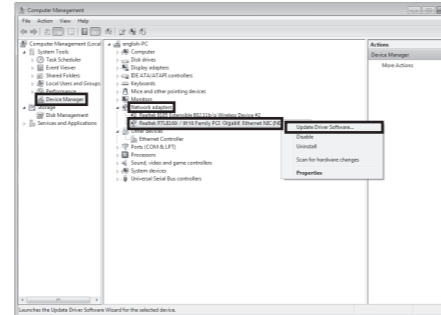 Computer Management
File Action View Help
Computer Management (Local
System Tools
Task Scheduler
Event Viewer
Shared Folders
Local Users and Groups
Performance
Device Manager
Storage
Disk Management
Services and Applications
english-PC
Computer
Disk drives
Display adapters
IDE ATA/ATAPI controllers
Keyboards
Mice and other pointing devices
Monitors
Network adapters
Realtek RTL8168/8110 Family PCI Gigabit Ethernet NIC (ND
Other devices
Ethernet Controller
Ports (COM & LPT)
Processors
Sound, video and game controllers
System devices
Universal Serial Bus controllers
Update Driver Software...
Disable
Uninstall
Scan for hardware changes
Properties
Actions
Device Manager
More Actions
Launches the Update Driver Software Wizard for the selected device.